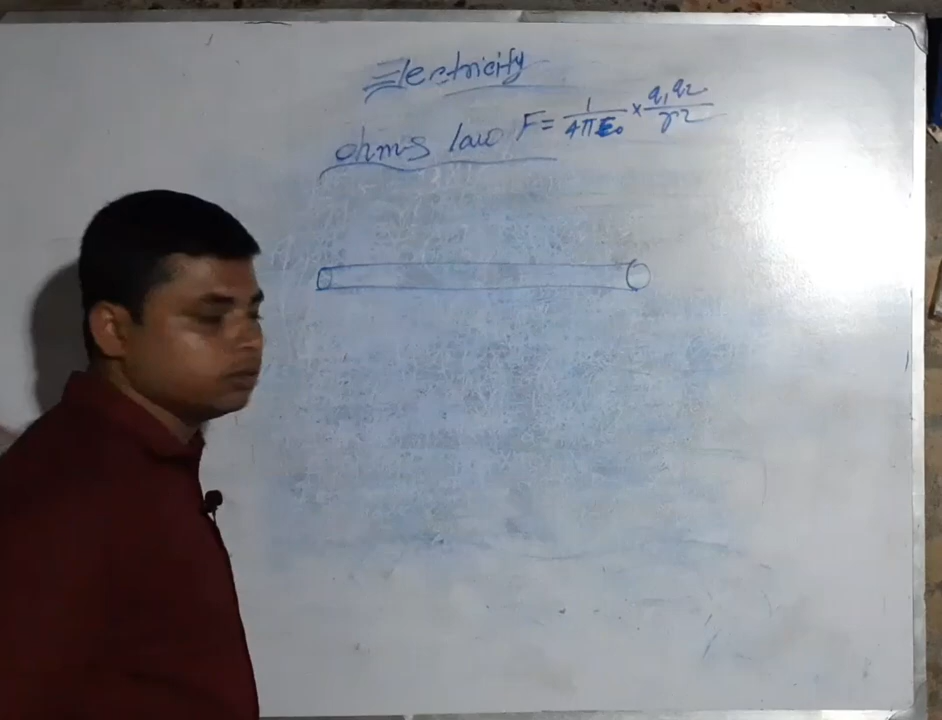 Electricity
ohms law F = 1/4πε₀ × q₁q₂/r²